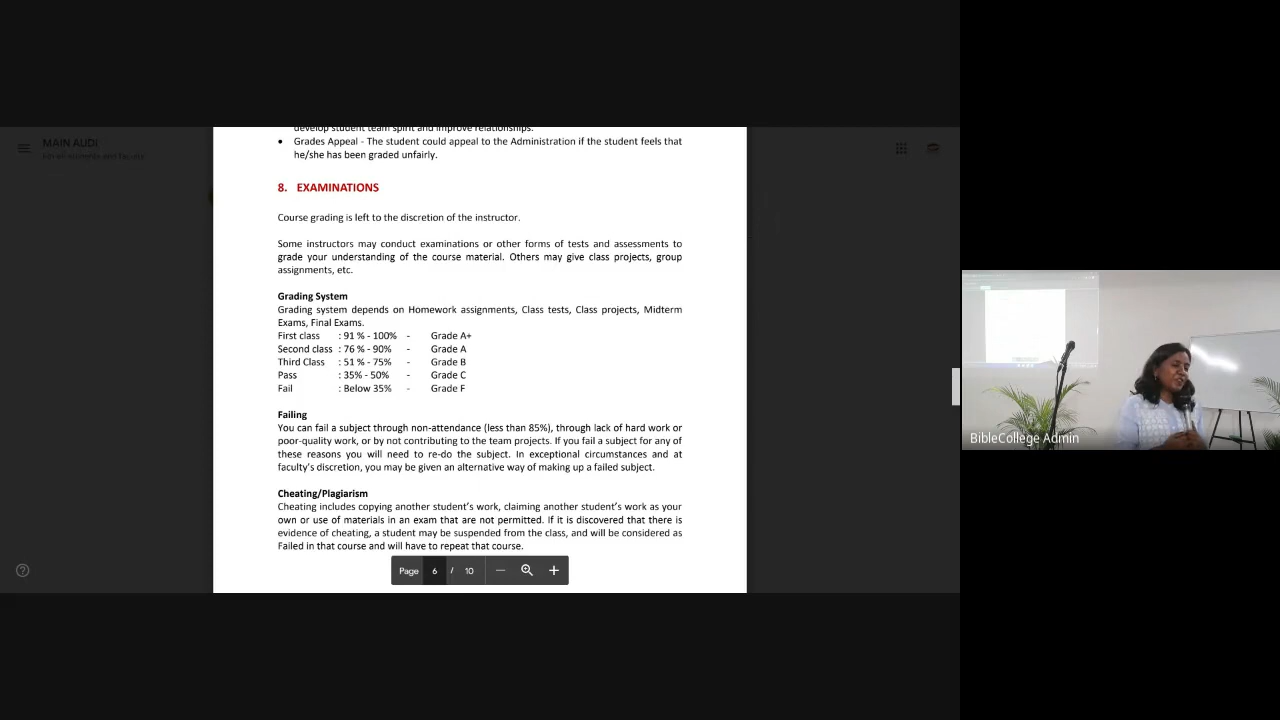 MAIN AUDI
develop student team spirit and improve relationships.
• Grades Appeal - The student could appeal to the Administration if the student feels that
he/she has been graded unfairly.
8. EXAMINATIONS
Course grading is left to the discretion of the instructor.
Some instructors may conduct examinations or other forms of tests and assessments to
grade your understanding of the course material. Others may give class projects, group
assignments, etc.
Grading System
Grading system depends on Homework assignments, Class tests, Class projects, Midterm
Exams, Final Exams.
First class : 91 % - 100% - Grade A+
Second class : 76 % - 90% - Grade A
Third Class : 51 % - 75% - Grade B
Pass : 35% - 50% - Grade C
Fail : Below 35% - Grade F
Failing
You can fail a subject through non-attendance (less than 85%), through lack of hard work or
poor-quality work, or by not contributing to the team projects. If you fail a subject for any of
these reasons you will need to re-do the subject. In exceptional circumstances and at
faculty's discretion, you may be given an alternative way of making up a failed subject.
Cheating/Plagiarism
Cheating includes copying another student's work, claiming another student's work as your
own or use of materials in an exam that are not permitted. If it is discovered that there is
evidence of cheating, a student may be suspended from the class, and will be considered as
Failed in that course and will have to repeat that course.
Page 6 / 10
BibleCollege Admin